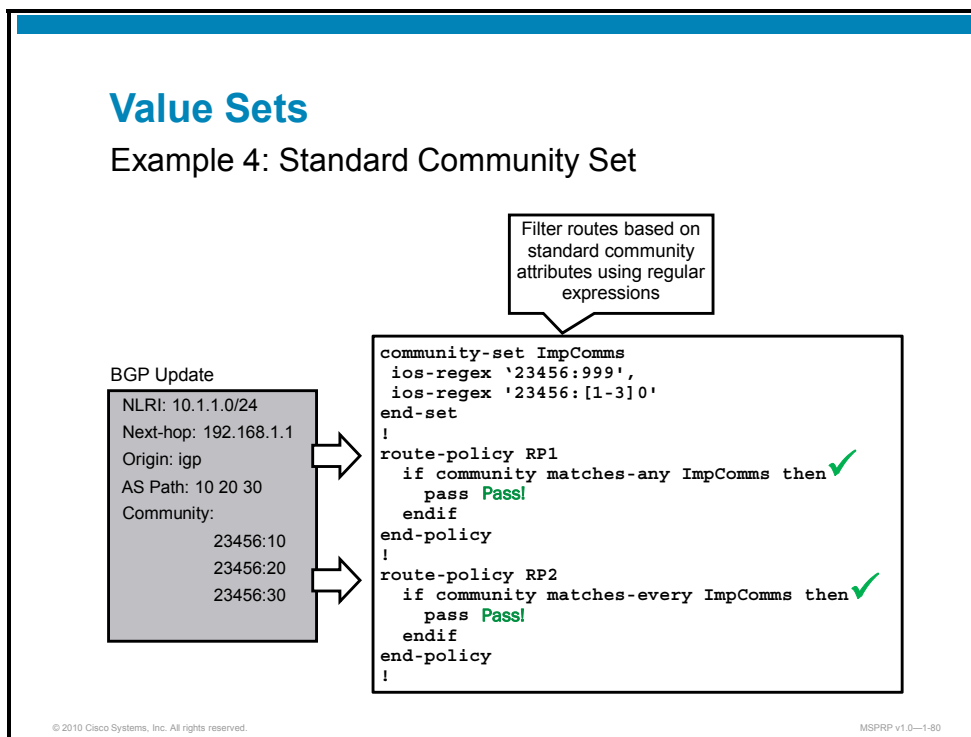 Value Sets
Example 4: Standard Community Set
Filter routes based on
standard community
attributes using regular
expressions
BGP Update
NLRI: 10.1.1.0/24
Next-hop: 192.168.1.1
Origin: igp
AS Path: 10 20 30
Community:
23456:10
23456:20
23456:30
community-set ImpComms
ios-regex ‘23456:999',
ios-regex '23456:[1-3]0'
end-set
!
route-policy RP1
if community matches-any ImpComms then
pass Pass!
endif
end-policy
!
route-policy RP2
if community matches-every ImpComms then
pass Pass!
endif
end-policy
!
© 2010 Cisco Systems, Inc. All rights reserved.
MSPRP v1.0—1-80